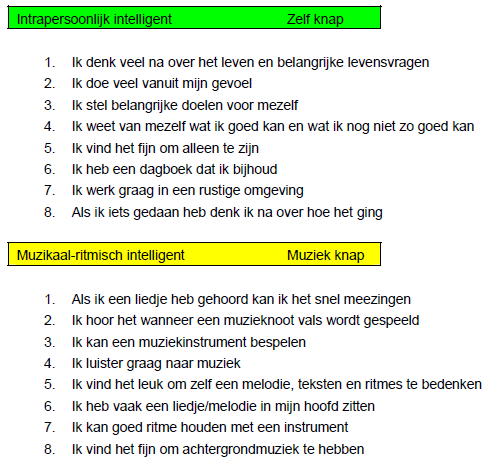 Intrapersoonlijk intelligent Zelf knap
1. Ik denk veel na over het leven en belangrijke levensvragen
2. Ik doe veel vanuit mijn gevoel
3. Ik stel belangrijke doelen voor mezelf
4. Ik weet van mezelf wat ik goed kan en wat ik nog niet zo goed kan
5. Ik vind het fijn om alleen te zijn
6. Ik heb een dagboek dat ik bijhoud
7. Ik werk graag in een rustige omgeving
8. Als ik iets gedaan heb denk ik na over hoe het ging
Muzikaal-ritmisch intelligent Muziek knap
1. Als ik een liedje heb gehoord kan ik het snel meezingen
2. Ik hoor het wanneer een muzieknoot vals wordt gespeeld
3. Ik kan een muziekinstrument bespelen
4. Ik luister graag naar muziek
5. Ik vind het leuk om zelf een melodie, teksten en ritmes te bedenken
6. Ik heb vaak een liedje/melodie in mijn hoofd zitten
7. Ik kan goed ritme houden met een instrument
8. Ik vind het fijn om achtergrondmuziek te hebben